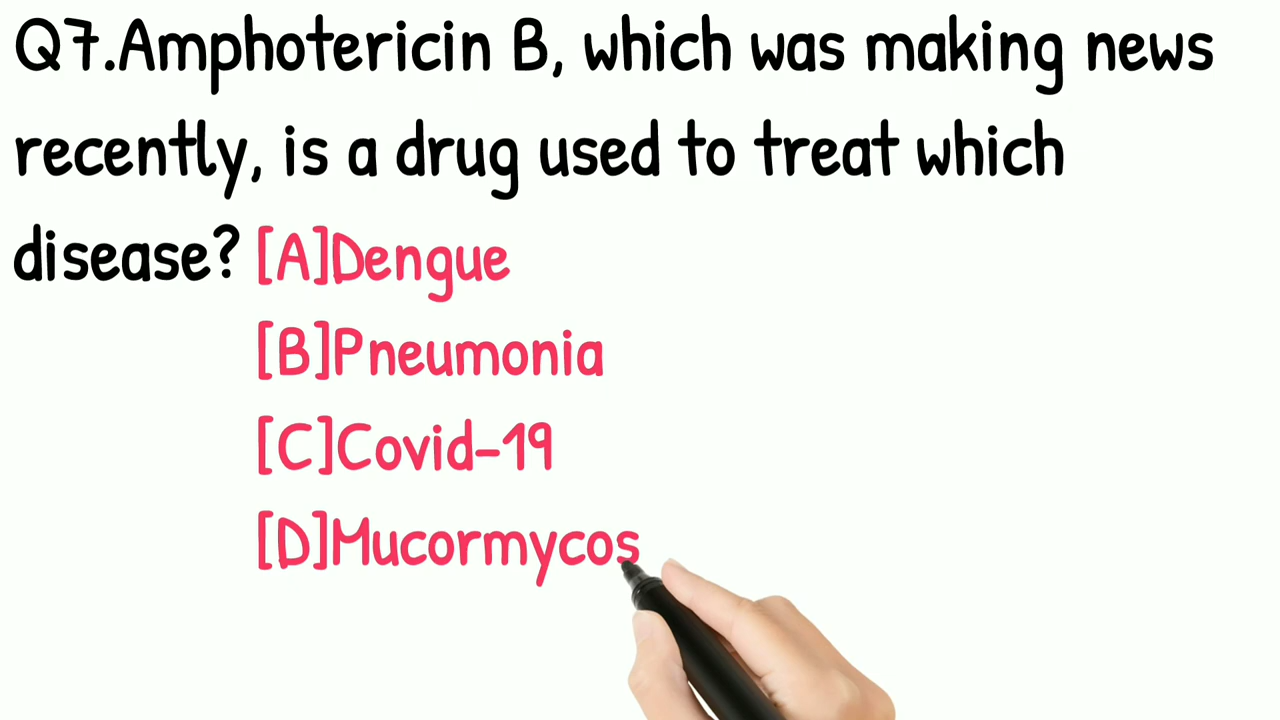 Q7.Amphotericin B, which was making news
recently, is a drug used to treat which
disease? [A]Dengue
[B]Pneumonia
[C]Covid-19
[D]Mucormycos